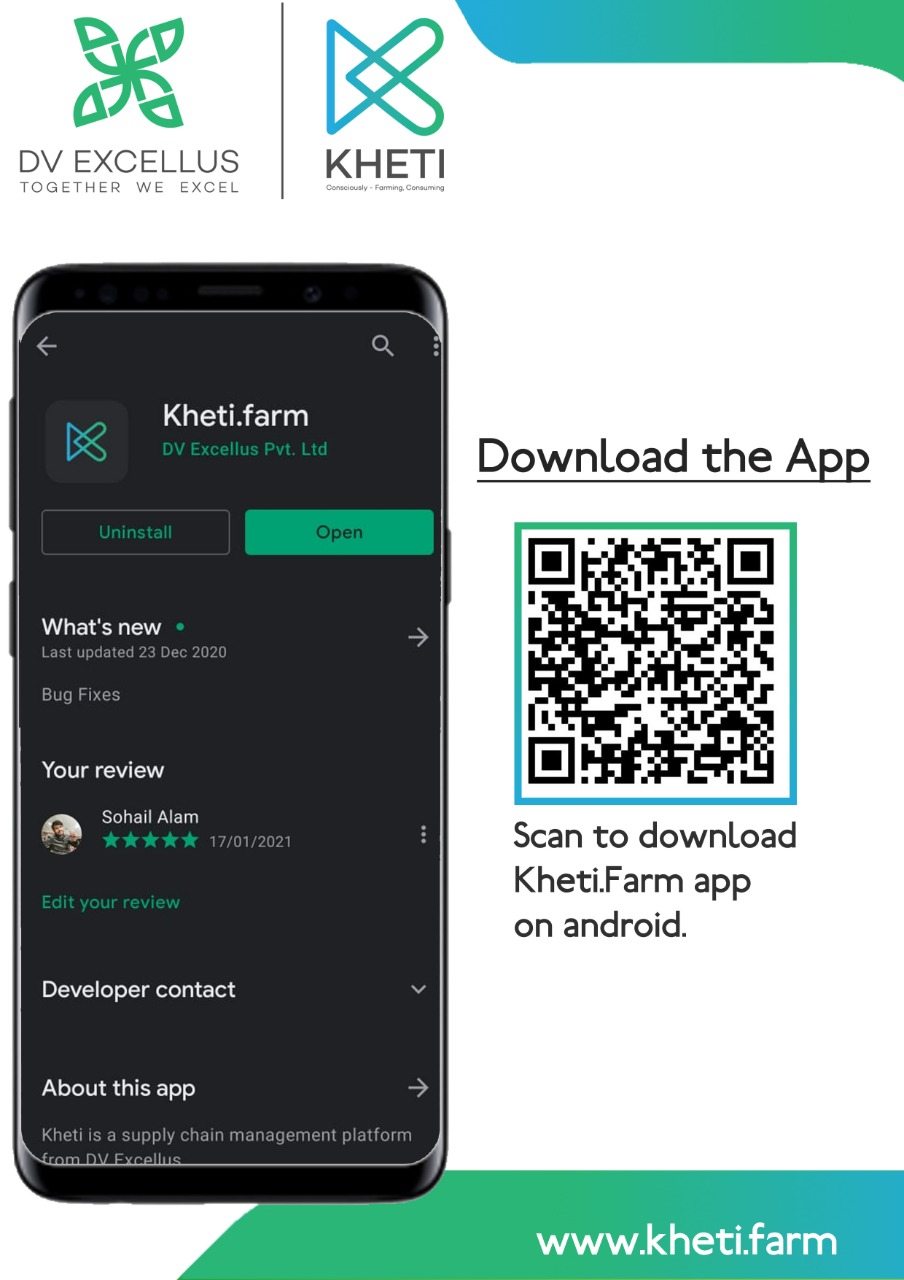 DV EXCELLUS
TOGETHER WE EXCEL
KHETI
Consciously - Farming, Consuming
Kheti.farm
DV Excellus Pvt. Ltd
Uninstall
Open
What's new
Last updated 23 Dec 2020
Bug Fixes
Your review
Sohail Alam
17/01/2021
Edit your review
Developer contact
About this app
Kheti is a supply chain management platform
from DV Excellus
Download the App
Scan to download
Kheti.Farm app
on android.
www.kheti.farm